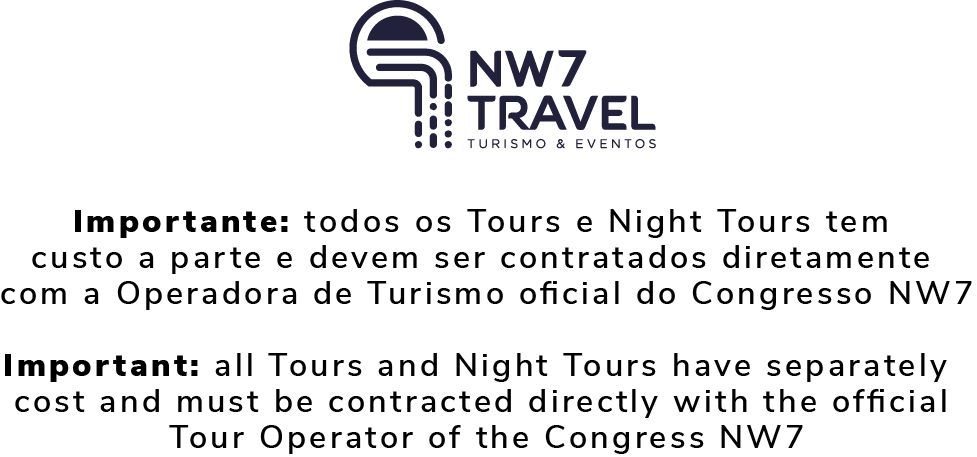 NW7
TRAVEL
TURISMO & EVENTOS
Importante: todos os Tours e Night Tours tem
custo a parte e devem ser contratados diretamente
com a Operadora de Turismo oficial do Congresso NW7
Important: all Tours and Night Tours have separately
cost and must be contracted directly with the official
Tour Operator of the Congress NW7